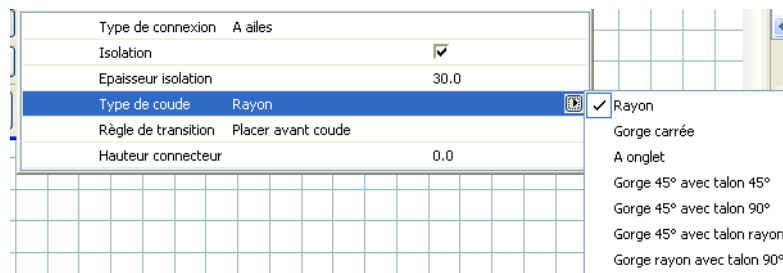 Type de connexion A ailes
Isolation
Epaisseur isolation 30.0
Type de coude Rayon
Règle de transition Placer avant coude
Hauteur connecteur 0.0
Rayon
Gorge carrée
A onglet
Gorge 45° avec talon 45°
Gorge 45° avec talon 90°
Gorge 45° avec talon rayon
Gorge rayon avec talon 90°